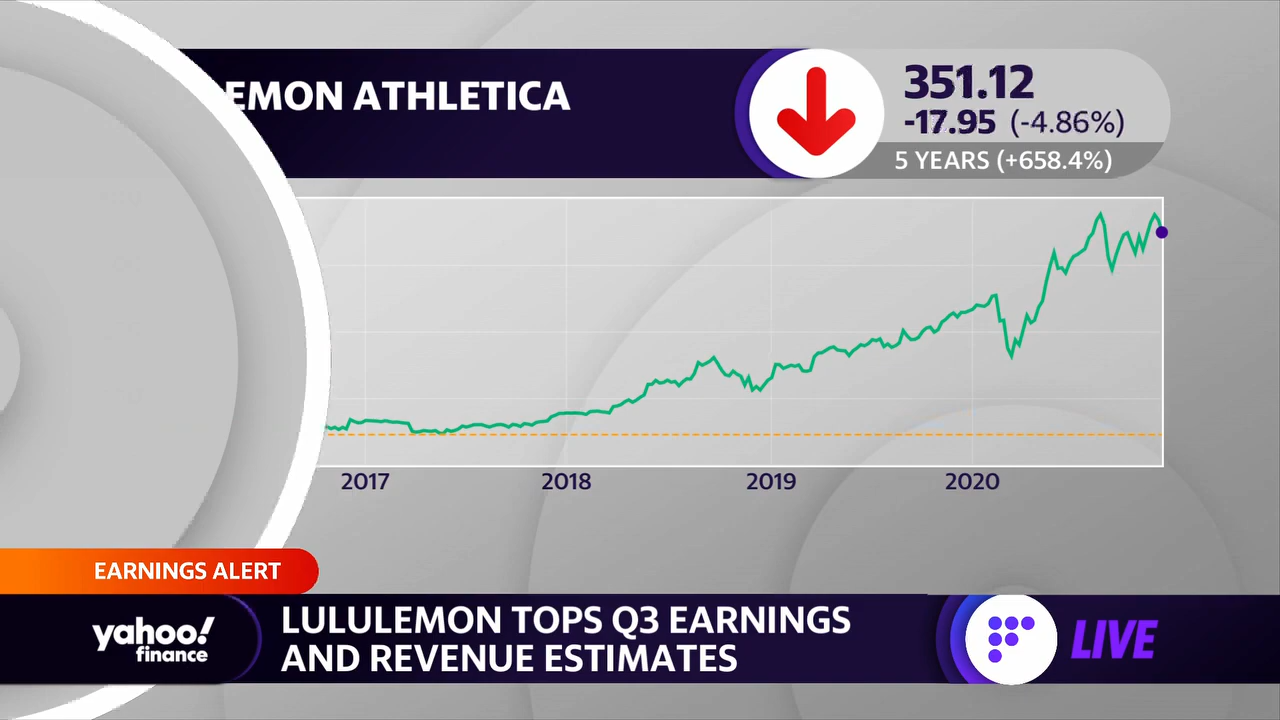 EMON ATHLETICA
351.12
-17.95 (-4.86%)
5 YEARS (+658.4%)
2017 2018 2019 2020
EARNINGS ALERT
yahoo!
finance
LULULEMON TOPS Q3 EARNINGS
AND REVENUE ESTIMATES
LIVE